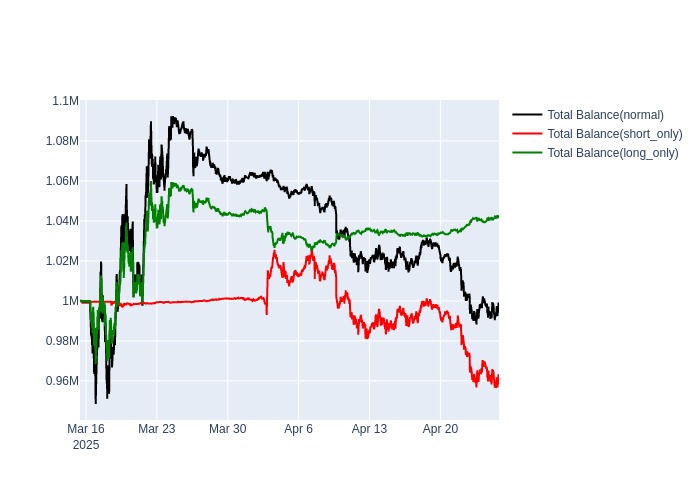 1.1M
1.08M
1.06M
1.04M
1.02M
1M
0.98M
0.96M
Mar 16
2025
Mar 23
Mar 30
Apr 6
Apr 13
Apr 20
Total Balance(normal)
Total Balance(short_only)
Total Balance(long_only)